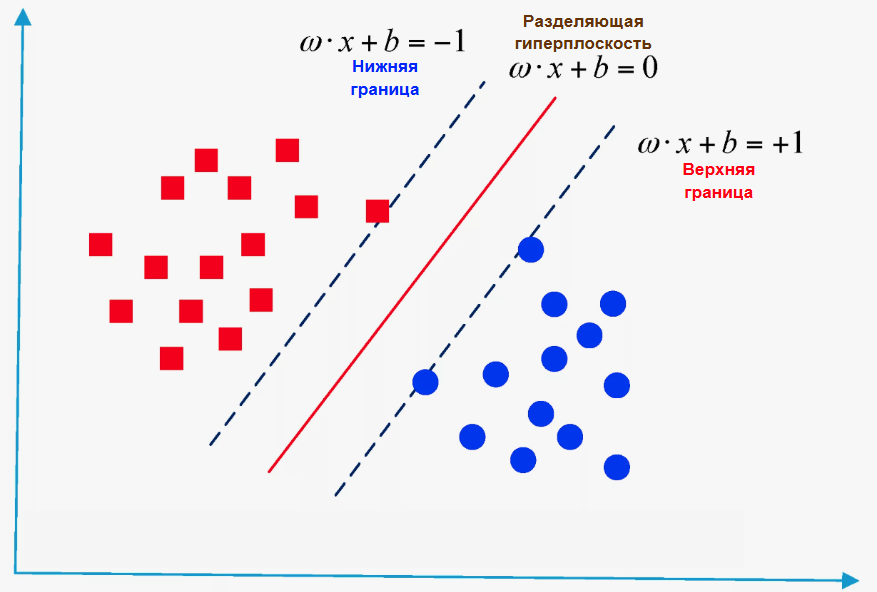 ω · x + b = −1
Нижняя
граница
Разделяющая
гиперплоскость
ω · x + b = 0
ω · x + b = +1
Верхняя
граница